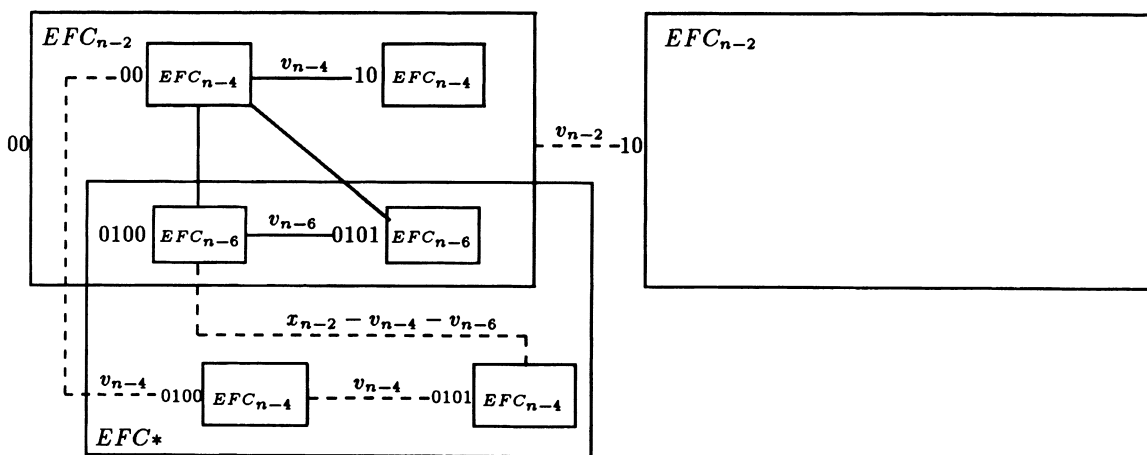 EFC_{n-2} EFC_{n-2}
00 EFC_{n-4} v_{n-4} 10 EFC_{n-4}
00 v_{n-2} 10
0100 EFC_{n-6} v_{n-6} 0101 EFC_{n-6}
x_{n-2} - v_{n-4} - v_{n-6}
v_{n-4} 0100 EFC_{n-4} v_{n-4} 0101 EFC_{n-4}
EFC*